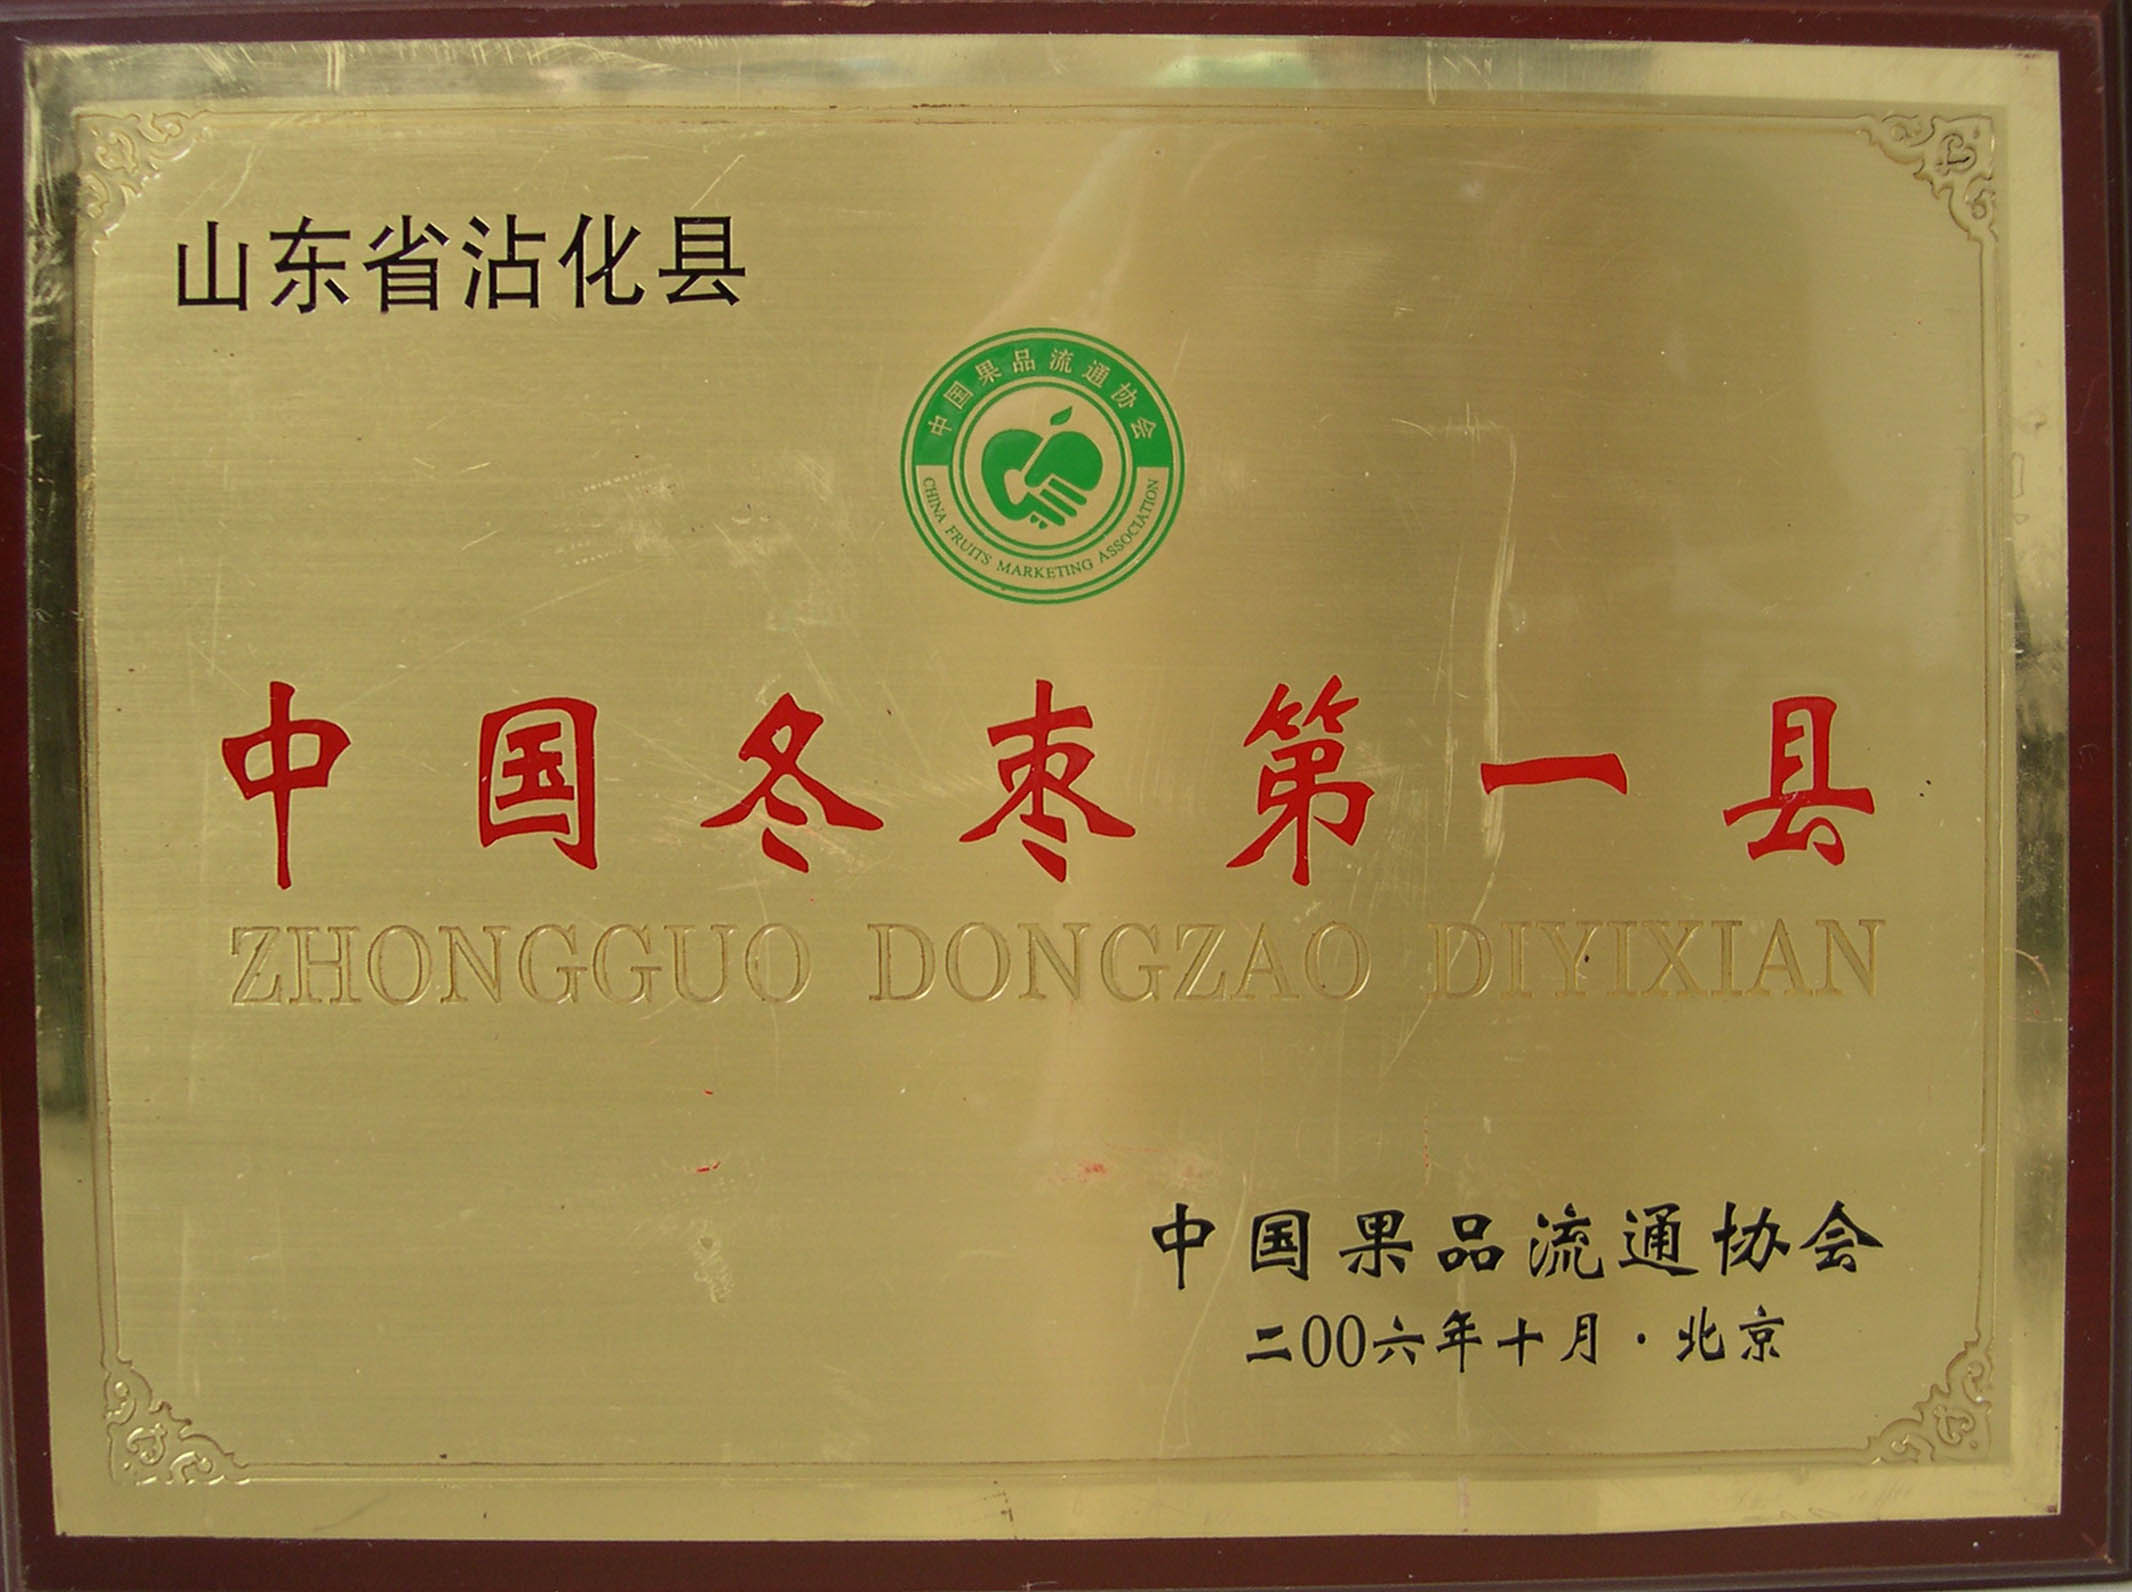 山东省沾化县
中国果品流通协会
CHINA FRUITS MARKETING ASSOCIATION
中国冬枣第一县
ZHONGGUO DONGZAO DIYIXIAN
中国果品流通协会
二00六年十月·北京